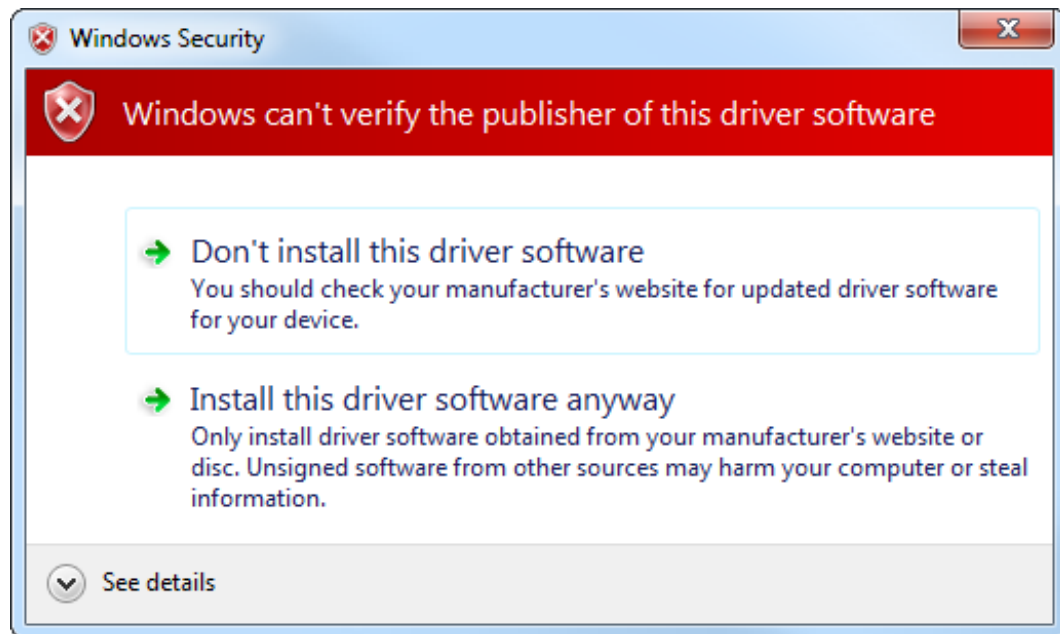 Windows Security
Windows can't verify the publisher of this driver software
Don't install this driver software
You should check your manufacturer's website for updated driver software
for your device.
Install this driver software anyway
Only install driver software obtained from your manufacturer's website or
disc. Unsigned software from other sources may harm your computer or steal
information.
See details